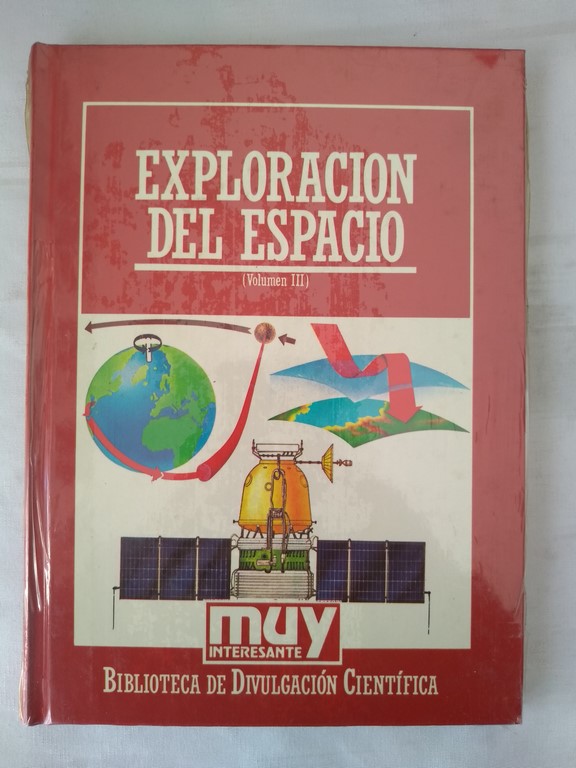 EXPLORACION
DEL ESPACIO
(Volumen III)
muy
INTERESANTE
BIBLIOTECA DE DIVULGACIÓN CIENTÍFICA